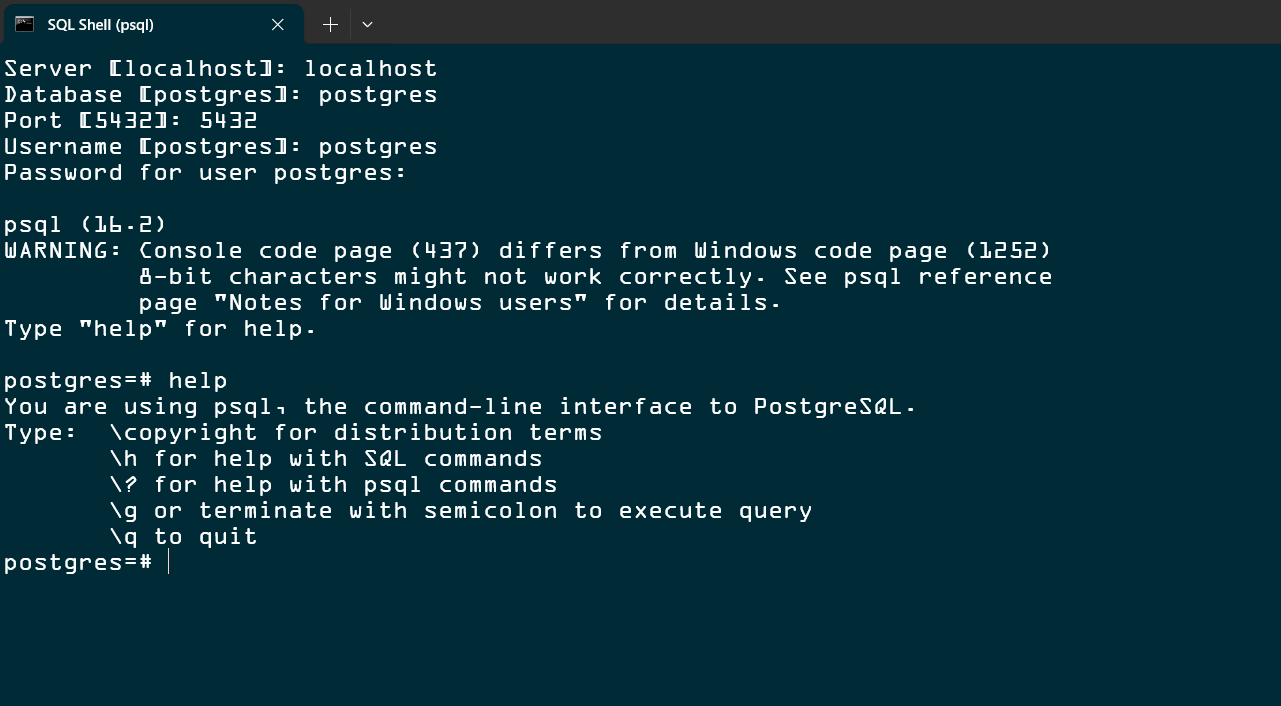 SQL Shell (psql)
Server [localhost]: localhost
Database [postgres]: postgres
Port [5432]: 5432
Username [postgres]: postgres
Password for user postgres:
psql (16.2)
WARNING: Console code page (437) differs from Windows code page (1252)
         8-bit characters might not work correctly. See psql reference
         page "Notes for Windows users" for details.
Type "help" for help.
postgres=# help
You are using psql, the command-line interface to PostgreSQL.
Type:  \copyright for distribution terms
       \h for help with SQL commands
       \? for help with psql commands
       \g or terminate with semicolon to execute query
       \q to quit
postgres=#